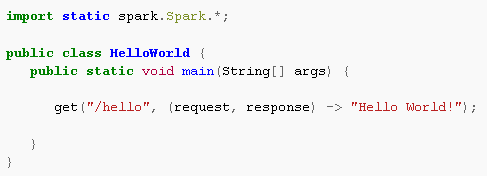 import static spark.Spark.*;
public class HelloWorld {
public static void main(String[] args) {
get("/hello", (request, response) -> "Hello World!");
}
}